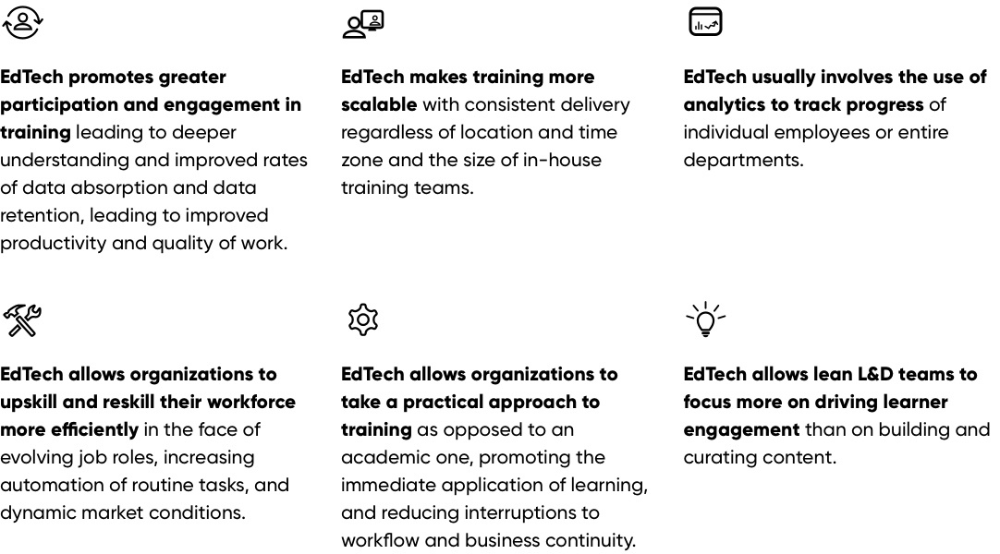 EdTech promotes greater
participation and engagement in
training leading to deeper
understanding and improved rates
of data absorption and data
retention, leading to improved
productivity and quality of work.
EdTech makes training more
scalable with consistent delivery
regardless of location and time
zone and the size of in-house
training teams.
EdTech usually involves the use of
analytics to track progress of
individual employees or entire
departments.
EdTech allows organizations to
upskill and reskill their workforce
more efficiently in the face of
evolving job roles, increasing
automation of routine tasks, and
dynamic market conditions.
EdTech allows organizations to
take a practical approach to
training as opposed to an
academic one, promoting the
immediate application of learning,
and reducing interruptions to
workflow and business continuity.
EdTech allows lean L&D teams to
focus more on driving learner
engagement than on building and
curating content.